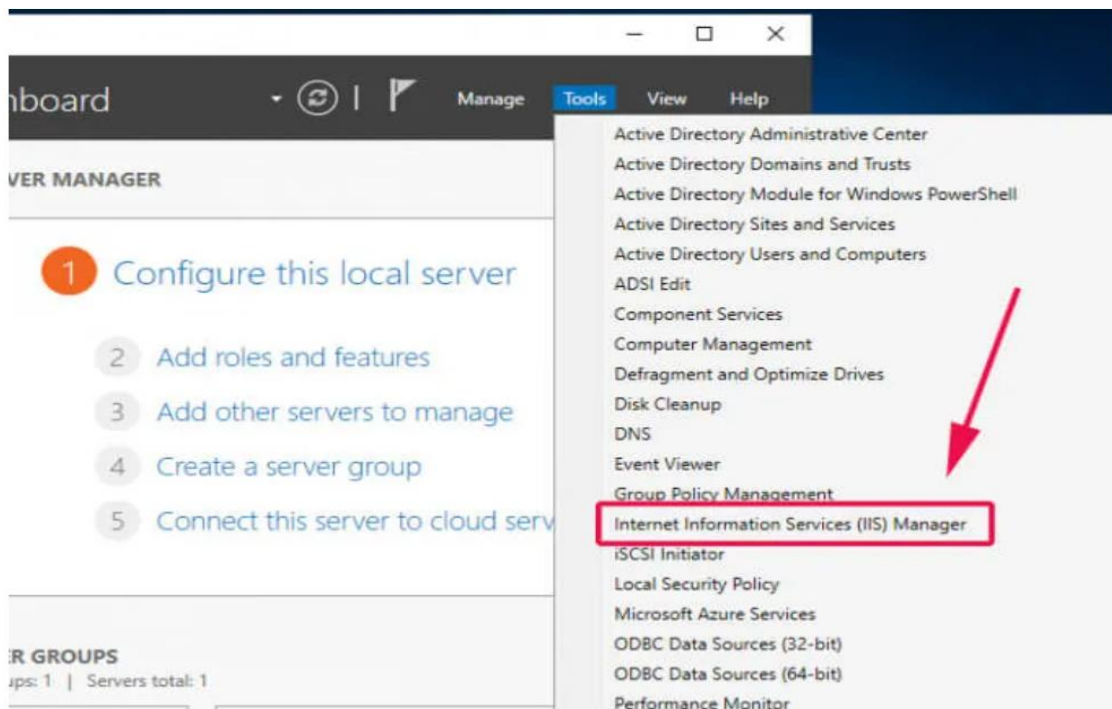 Manage Tools View Help
VER MANAGER
1 Configure this local server
2 Add roles and features
3 Add other servers to manage
4 Create a server group
5 Connect this server to cloud serv
R GROUPS
ups: 1 | Servers total: 1
Active Directory Administrative Center
Active Directory Domains and Trusts
Active Directory Module for Windows PowerShell
Active Directory Sites and Services
Active Directory Users and Computers
ADSI Edit
Component Services
Computer Management
Defragment and Optimize Drives
Disk Cleanup
DNS
Event Viewer
Group Policy Management
Internet Information Services (IIS) Manager
iSCSI Initiator
Local Security Policy
Microsoft Azure Services
ODBC Data Sources (32-bit)
ODBC Data Sources (64-bit)
Performance Monitor